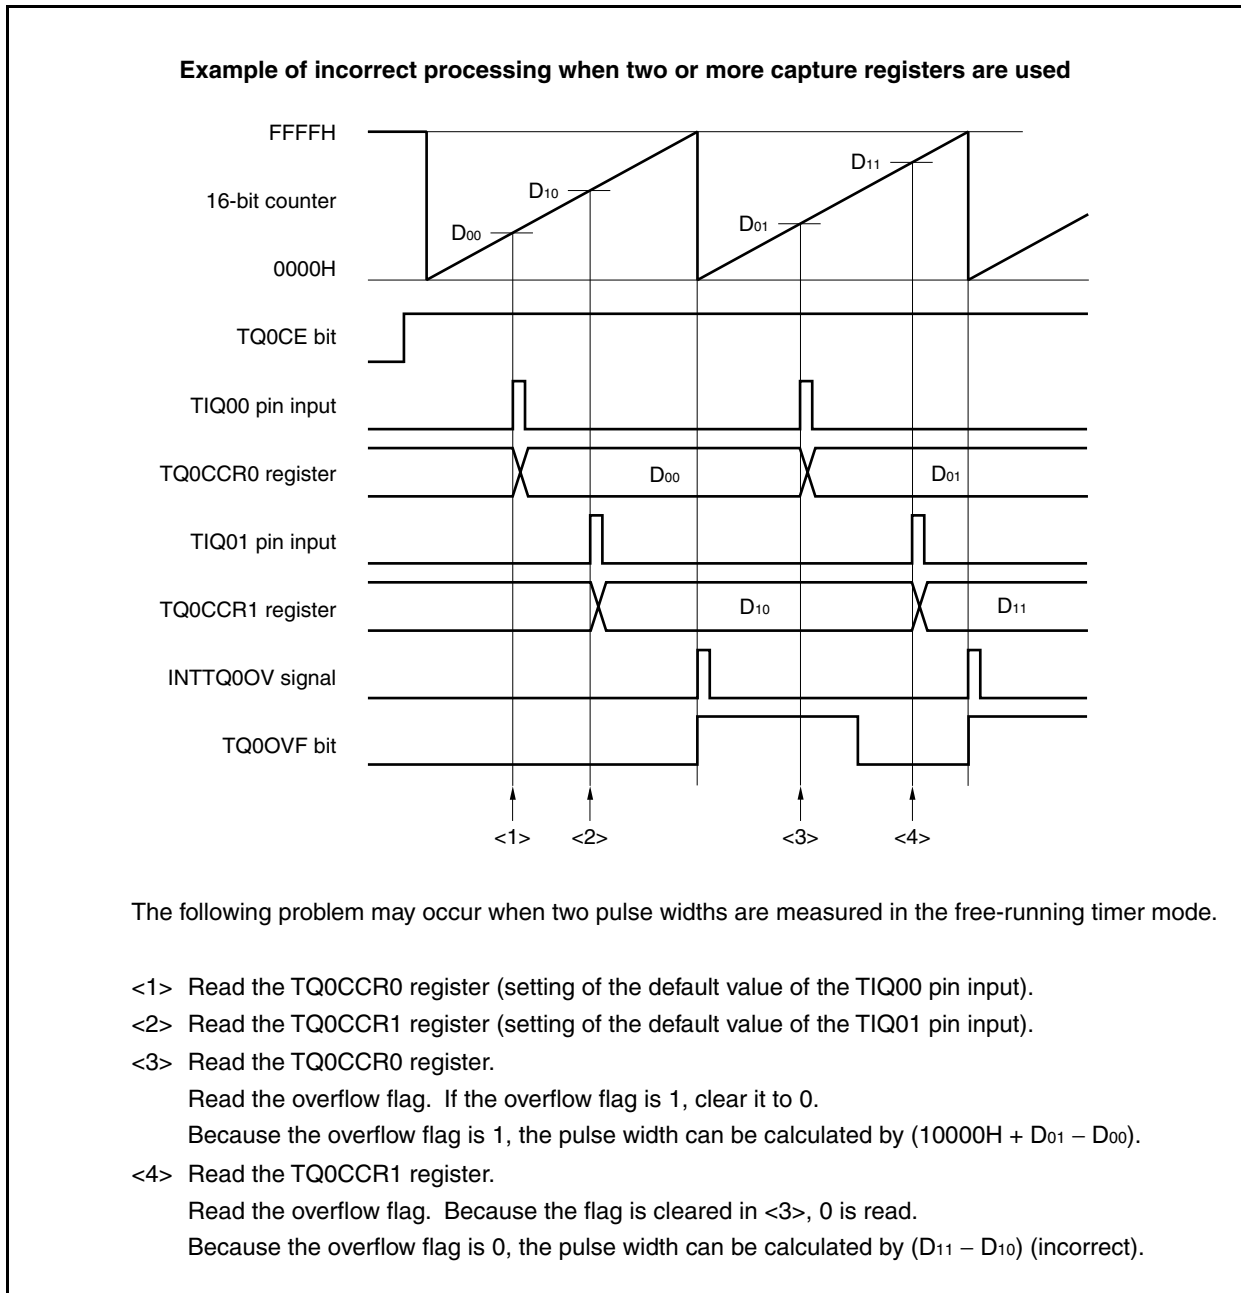 Example of incorrect processing when two or more capture registers are used
FFFFH
16-bit counter
0000H
D00
D10
D01
D11
TQ0CE bit
TIQ00 pin input
TQ0CCR0 register
D00
D01
TIQ01 pin input
TQ0CCR1 register
D10
D11
INTTQ0OV signal
TQ0OVF bit
<1> <2> <3> <4>
The following problem may occur when two pulse widths are measured in the free-running timer mode.
<1> Read the TQ0CCR0 register (setting of the default value of the TIQ00 pin input).
<2> Read the TQ0CCR1 register (setting of the default value of the TIQ01 pin input).
<3> Read the TQ0CCR0 register.
Read the overflow flag. If the overflow flag is 1, clear it to 0.
Because the overflow flag is 1, the pulse width can be calculated by (10000H + D01 − D00).
<4> Read the TQ0CCR1 register.
Read the overflow flag. Because the flag is cleared in <3>, 0 is read.
Because the overflow flag is 0, the pulse width can be calculated by (D11 − D10) (incorrect).